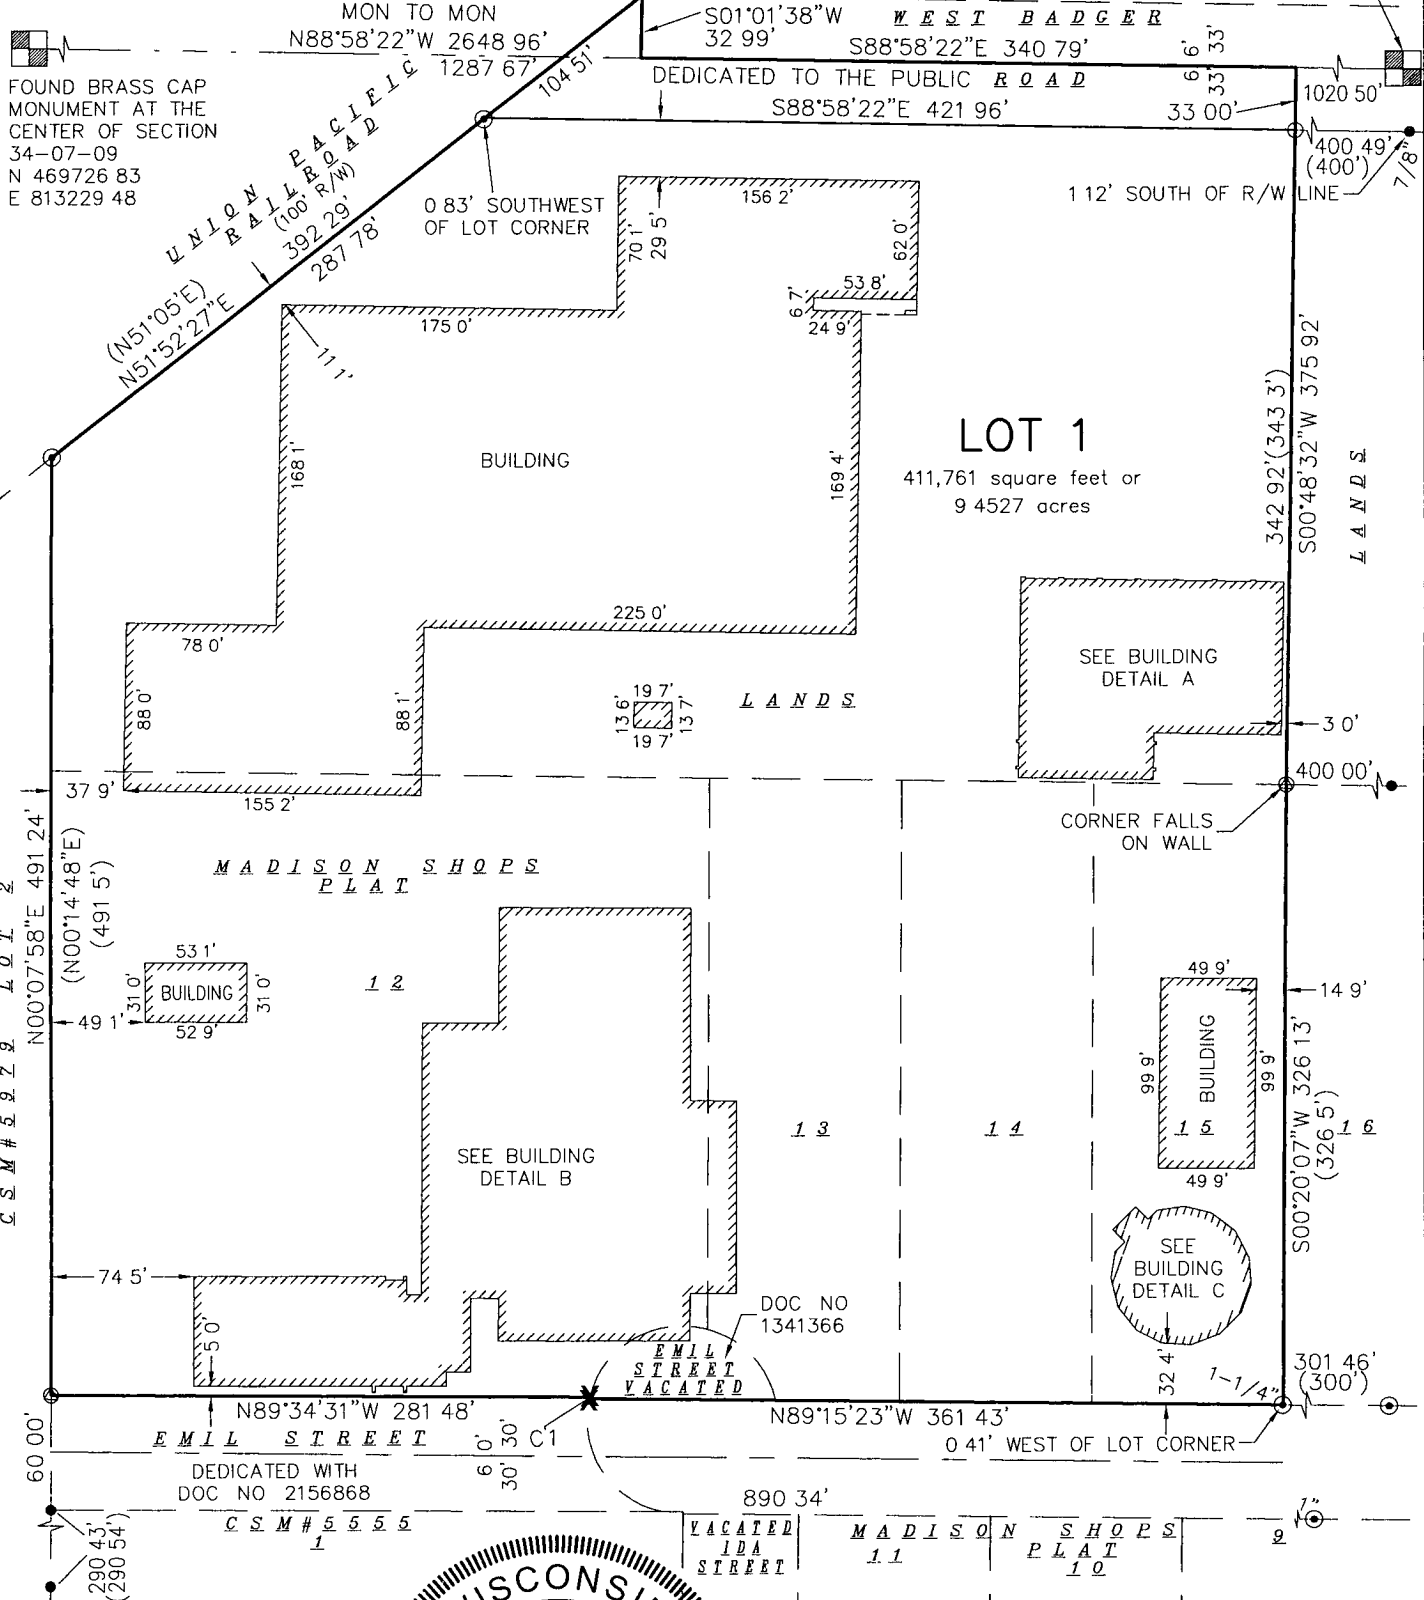 MON TO MON
N88°58'22"W 2648 96'
1287 67'
104 51'
S01°01'38"W
32 99'
WEST BADGER
S88°58'22"E 340 79'
6 6'
33'
33'
DEDICATED TO THE PUBLIC ROAD
S88°58'22"E 421 96'
33 00'
1020 50'
400 49'
(400')
7/8"
1 12' SOUTH OF R/W LINE
FOUND BRASS CAP
MONUMENT AT THE
CENTER OF SECTION
34-07-09
N 469726 83
E 813229 48
UNION PACIFIC
RAILROAD
(100' R/W)
392 29'
287 78'
(N51°05'E)
N51°52'27"E
0 83' SOUTHWEST
OF LOT CORNER
156 2'
70 1'
29 5'
62 0'
53 8'
6 7'
24 9'
175 0'
11 1'
168 1'
BUILDING
169 4'
LOT 1
411,761 square feet or
9 4527 acres
342 92'(343 3')
S00°48'32"W 375 92'
LANDS
225 0'
78 0'
88 0'
88 1'
19 7'
13 6'
13 7'
19 7'
LANDS
SEE BUILDING
DETAIL A
3 0'
37 9'
155 2'
400 00'
CORNER FALLS
ON WALL
MADISON SHOPS
PLAT
CSM#5979 LOT 2
N00°07'58"E 491 24'
(N00°14'48"E)
(491 5')
53 1'
31 0'
BUILDING
31 0'
52 9'
49 1'
12
49 9'
14 9'
BUILDING
99 9'
99 9'
49 9'
13
14
15
16
S00°20'07"W 326 13'
(326 5')
SEE BUILDING
DETAIL B
SEE
BUILDING
DETAIL C
74 5'
5 0'
DOC NO
1341366
EMIL
STREET
VACATED
32 4'
1-1/4"
301 46'
(300')
N89°34'31"W 281 48'
N89°15'23"W 361 43'
C1
0 41' WEST OF LOT CORNER
60 00'
EMIL STREET
6 0'
30'
30'
DEDICATED WITH
DOC NO 2156868
890 34'
CSM#5555
1
VACATED
IDA
STREET
MADISON SHOPS
PLAT
11
10
9
1"
290 43'
(290 54')
WISCONSI